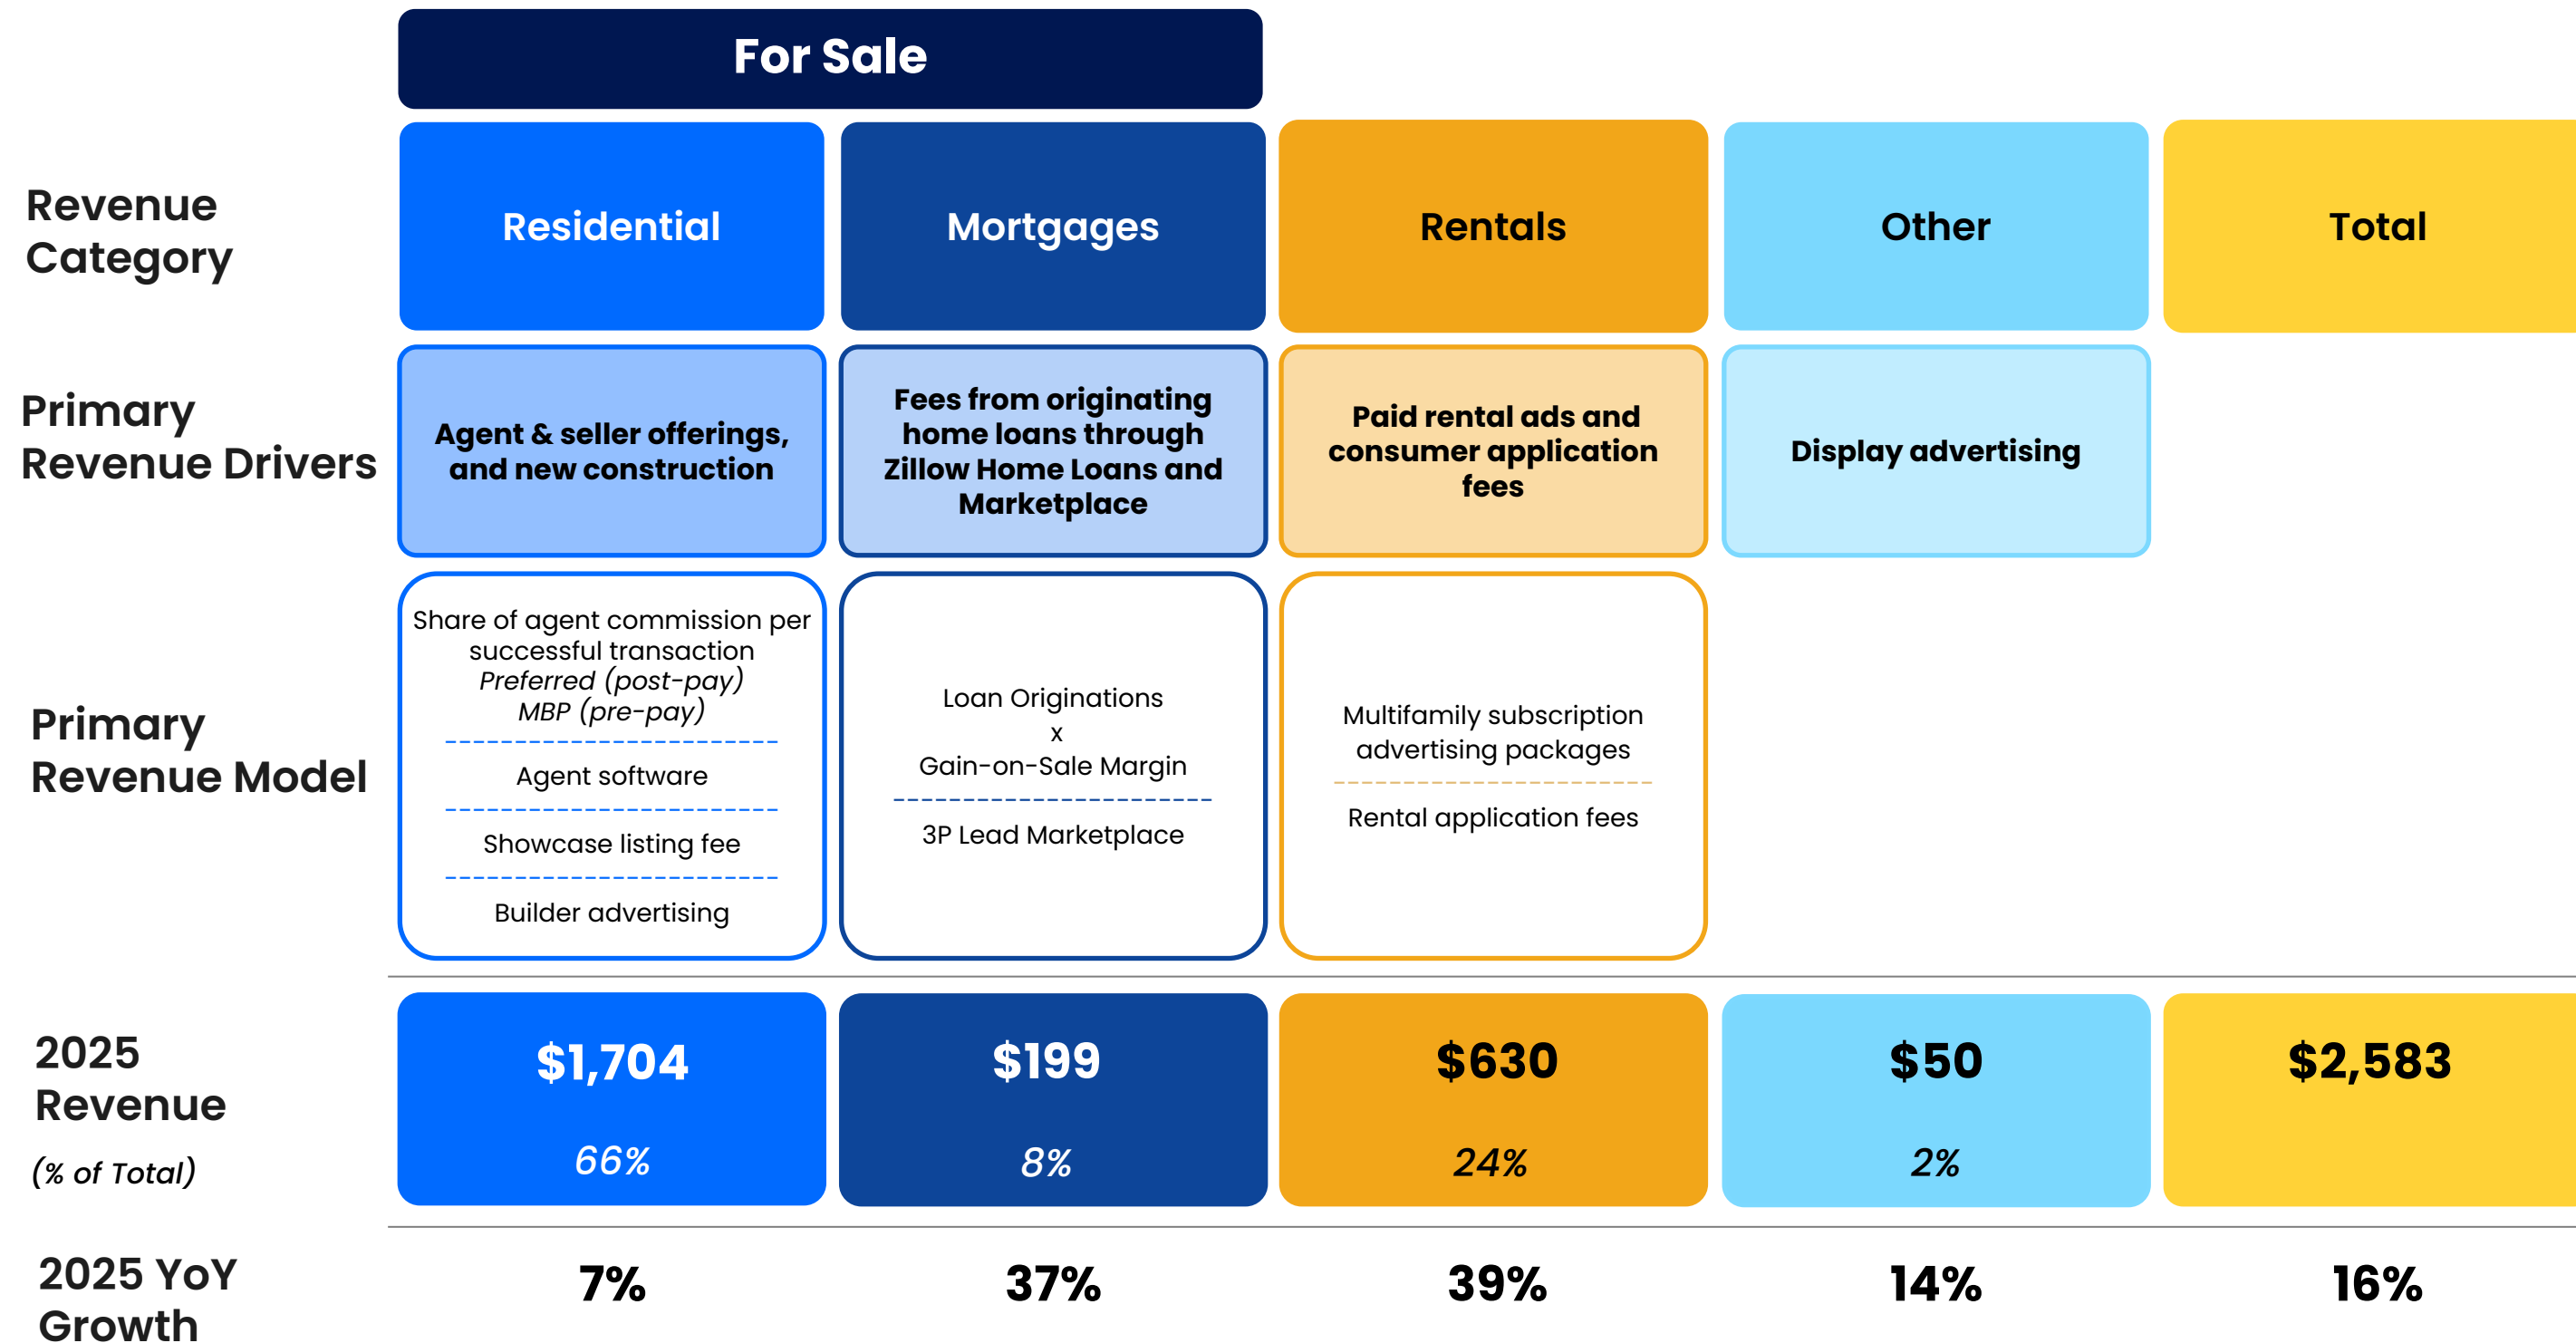 For Sale
Revenue
Category
Residential
Mortgages
Rentals
Other
Total
Primary
Revenue Drivers
Agent & seller offerings,
and new construction
Fees from originating
home loans through
Zillow Home Loans and
Marketplace
Paid rental ads and
consumer application
fees
Display advertising
Primary
Revenue Model
Share of agent commission per
successful transaction
Preferred (post-pay)
MBP (pre-pay)
Agent software
Showcase listing fee
Builder advertising
Loan Originations
x
Gain-on-Sale Margin
3P Lead Marketplace
Multifamily subscription
advertising packages
Rental application fees
2025
Revenue
(% of Total)
$1,704
66%
$199
8%
$630
24%
$50
2%
$2,583
2025 YoY
Growth
7%
37%
39%
14%
16%